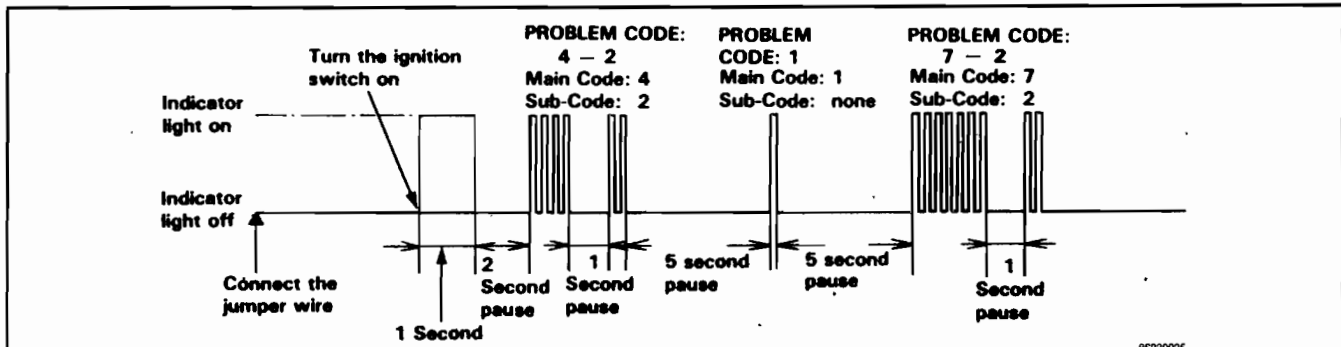 Turn the ignition
switch on
PROBLEM CODE:
4 – 2
Main Code: 4
Sub-Code: 2
PROBLEM
CODE: 1
Main Code: 1
Sub-Code: none
PROBLEM CODE:
7 – 2
Main Code: 7
Sub-Code: 2
Indicator
light on
Indicator
light off
Connect the
jumper wire
1 Second
2
Second
pause
1
Second
pause
5 second
pause
5 second
pause
1
Second
pause